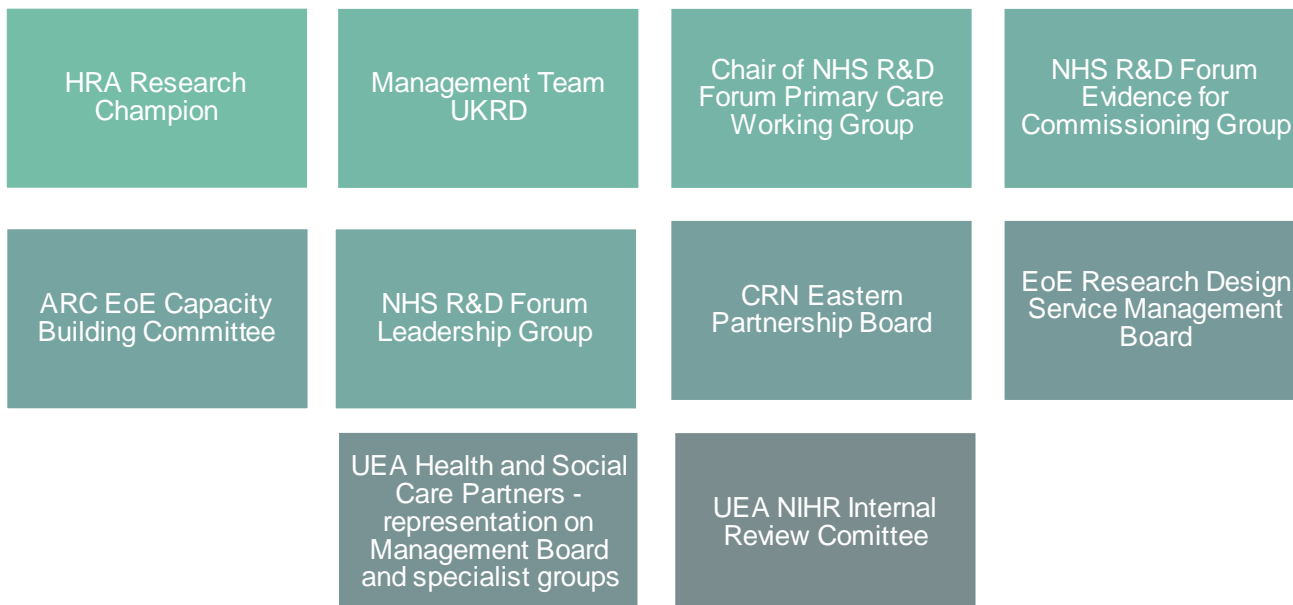 HRA Research
Champion
Management Team
UKRD
Chair of NHS R&D
Forum Primary Care
Working Group
NHS R&D Forum
Evidence for
Commissioning Group
ARC EoE Capacity
Building Committee
NHS R&D Forum
Leadership Group
CRN Eastern
Partnership Board
EoE Research Design
Service Management
Board
UEA Health and Social
Care Partners -
representation on
Management Board
and specialist groups
UEA NIHR Internal
Review Comittee